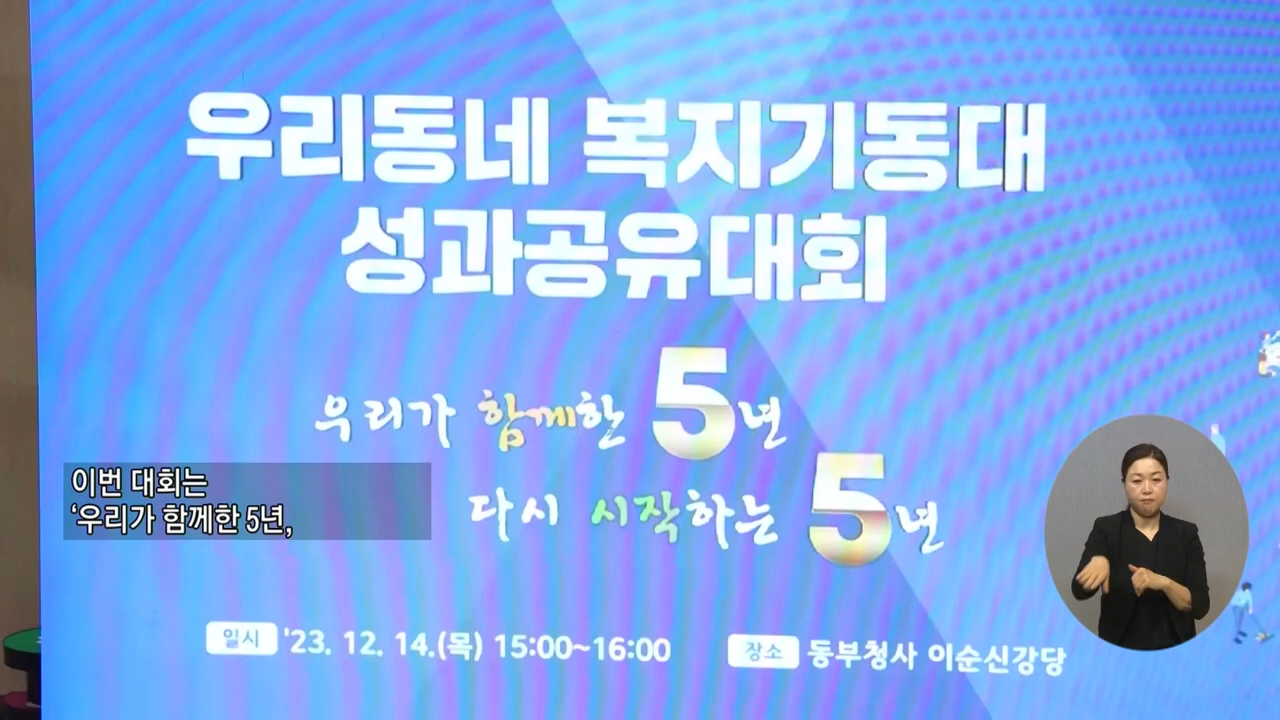 우리동네 복지기동대
성과공유대회
우리가 함께한 5년
다시 시작하는 5년
이번 대회는
‘우리가 함께한 5년,
일시 '23. 12. 14.(목) 15:00~16:00 장소 동부청사 이순신강당